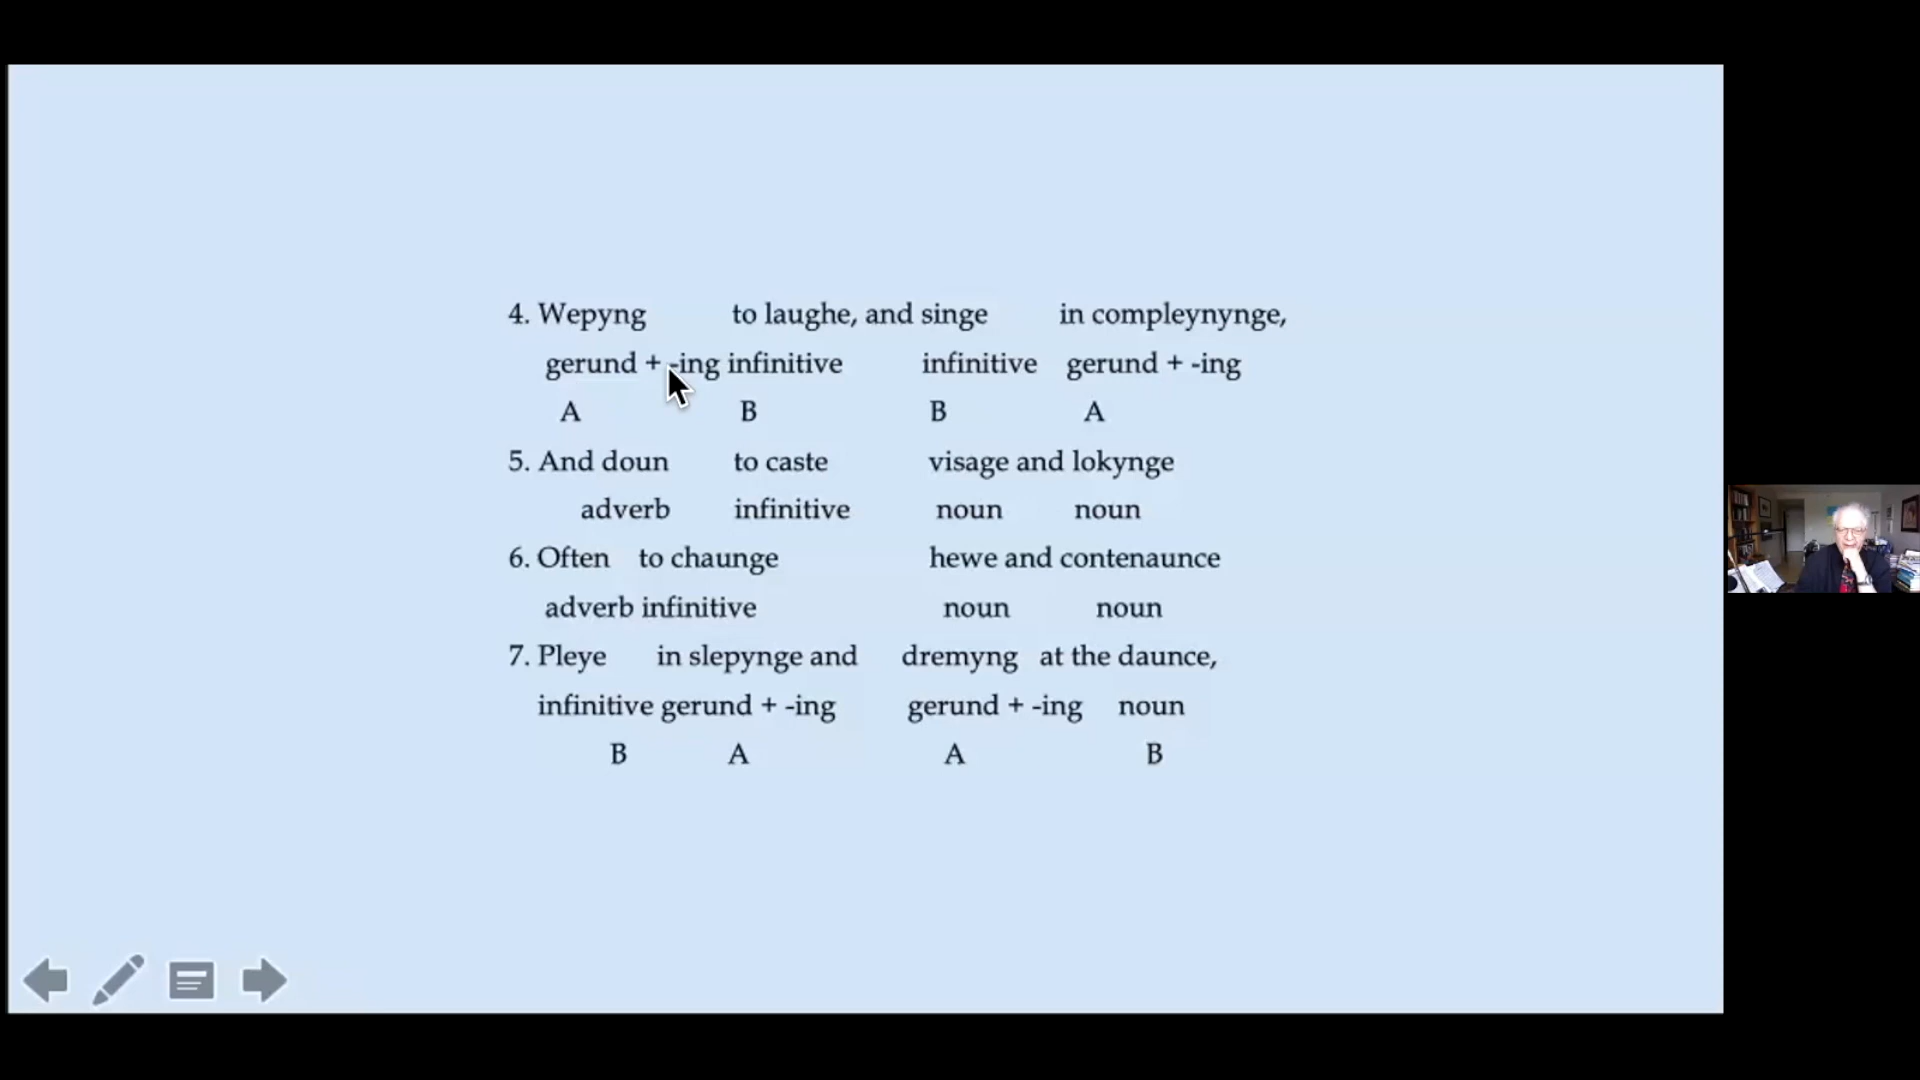 4. Wepyng to laughe, and singe in compleynynge,
gerund + -ing infinitive infinitive gerund + -ing
A B B A
5. And doun to caste visage and lokynge
adverb infinitive noun noun
6. Often to chaunge hewe and contenaunce
adverb infinitive noun noun
7. Pleye in slepynge and dremyng at the daunce,
infinitive gerund + -ing gerund + -ing noun
B A A B